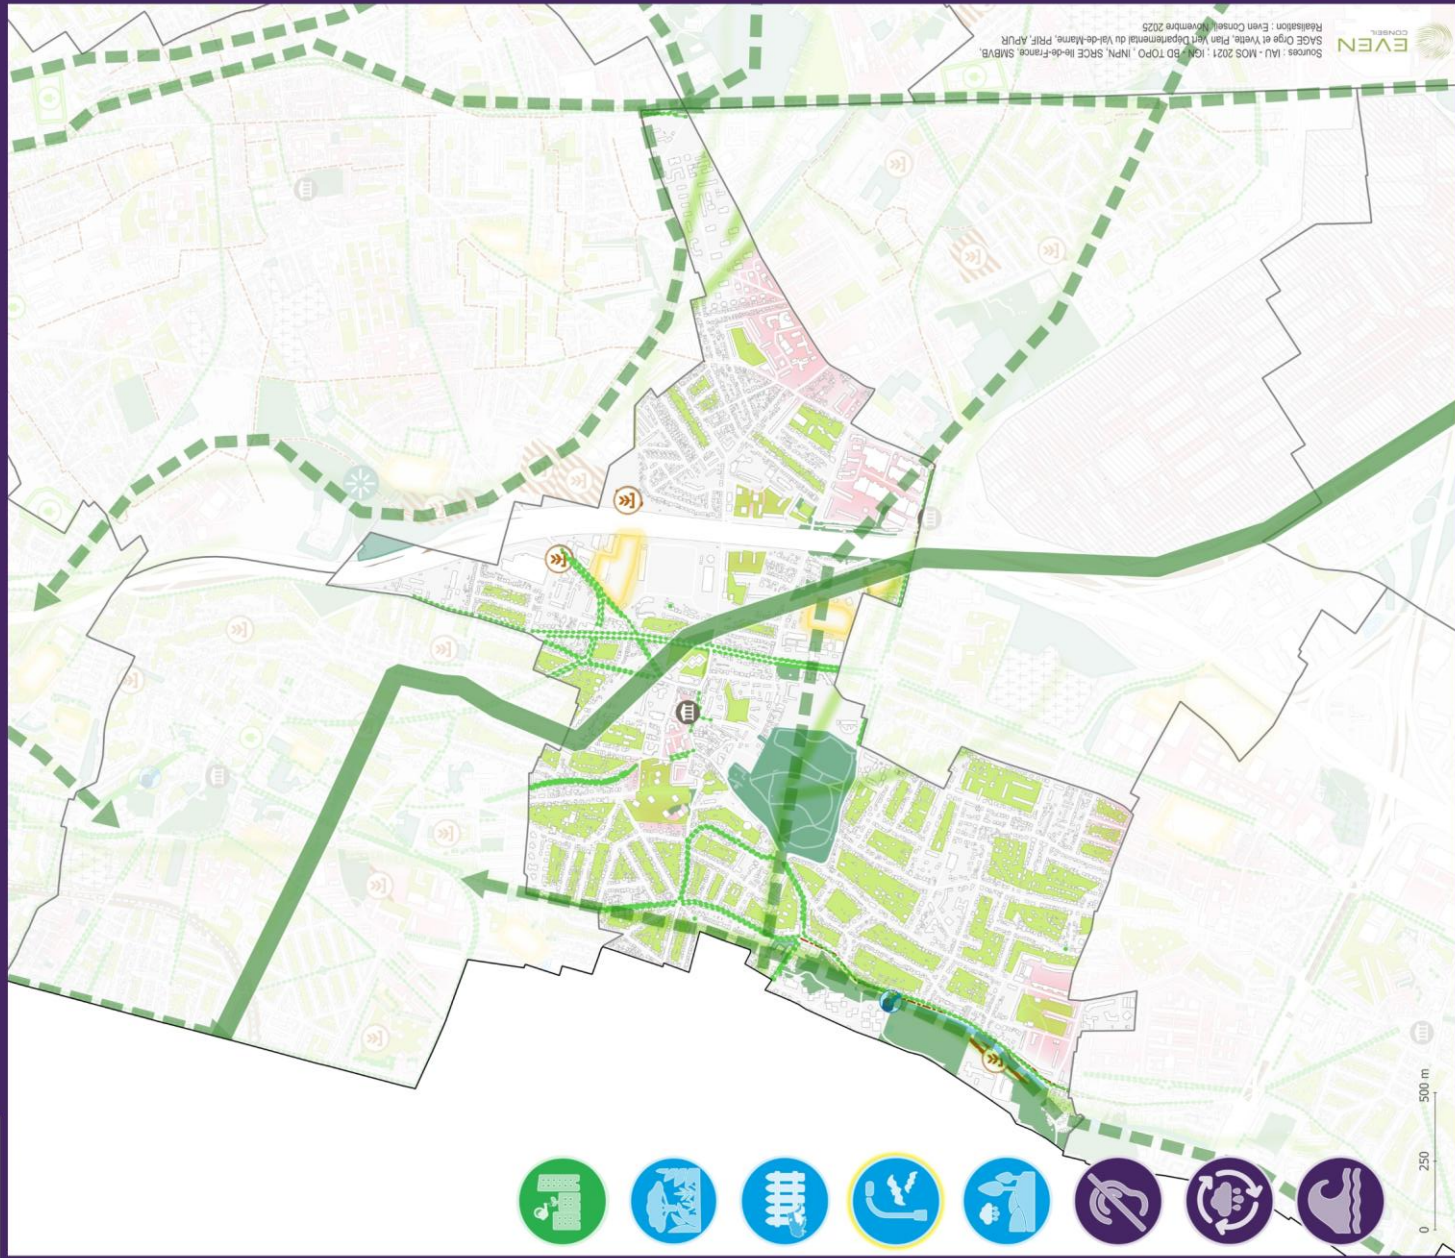 Sources : IAU - MOS 2021 ; IGN - BD TOPO , INPN, SRCE Ile-de-France, SMBVB,
SAGE Orge et Yvette, Plan Vert Départemental du Val-de-Marne, PRIF, APUR
Réalisation : Even Conseil, Novembre 2025
EVEN
CONSEIL
0 250 500 m